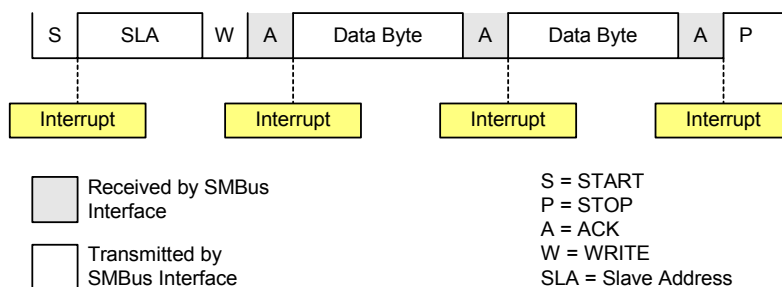 S SLA W A Data Byte A Data Byte A P
Interrupt Interrupt Interrupt Interrupt
Received by SMBus
Interface
Transmitted by
SMBus Interface
S = START
P = STOP
A = ACK
W = WRITE
SLA = Slave Address